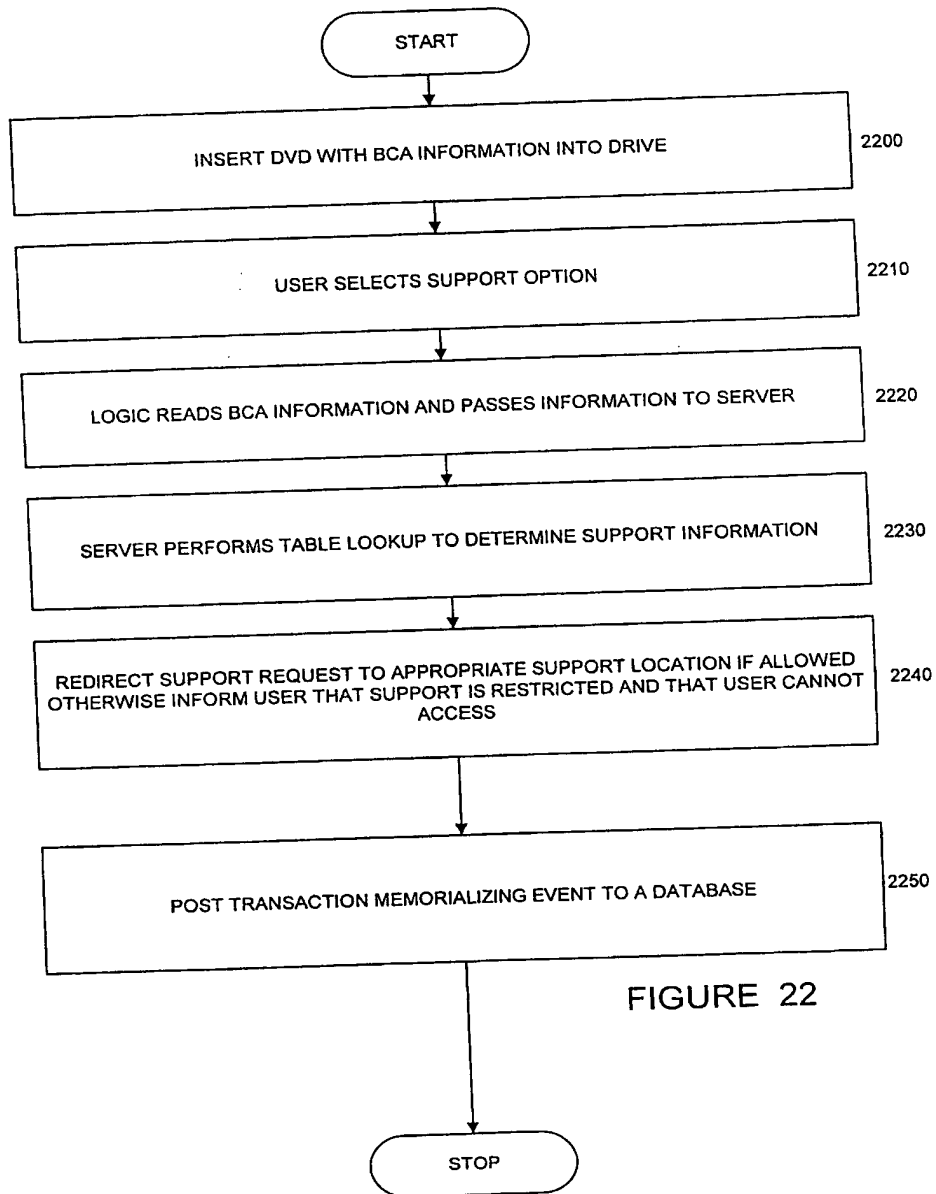 START
INSERT DVD WITH BCA INFORMATION INTO DRIVE
2200
USER SELECTS SUPPORT OPTION
2210
LOGIC READS BCA INFORMATION AND PASSES INFORMATION TO SERVER
2220
SERVER PERFORMS TABLE LOOKUP TO DETERMINE SUPPORT INFORMATION
2230
REDIRECT SUPPORT REQUEST TO APPROPRIATE SUPPORT LOCATION IF ALLOWED
OTHERWISE INFORM USER THAT SUPPORT IS RESTRICTED AND THAT USER CANNOT
ACCESS
2240
POST TRANSACTION MEMORIALIZING EVENT TO A DATABASE
2250
FIGURE 22
STOP